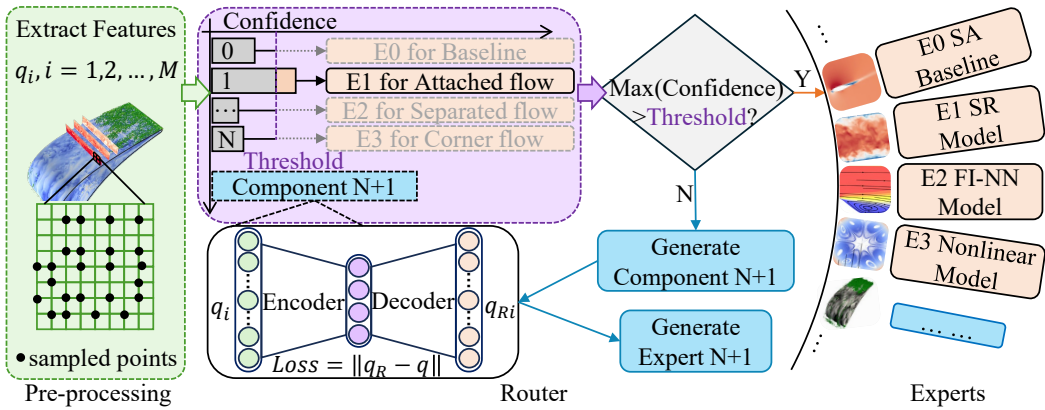 Extract Features
q_i, i = 1,2, ..., M
sampled points
Pre-processing
Confidence
0
E0 for Baseline
1
E1 for Attached flow
...
E2 for Separated flow
N
E3 for Corner flow
Threshold
Component N+1
q_i
Encoder
Decoder
q_{Ri}
Loss = ‖q_R − q‖
Router
Max(Confidence)
>Threshold?
Y
N
Generate
Component N+1
Generate
Expert N+1
...
E0 SA
Baseline
E1 SR
Model
E2 FI-NN
Model
E3 Nonlinear
Model
... ...
...
Experts